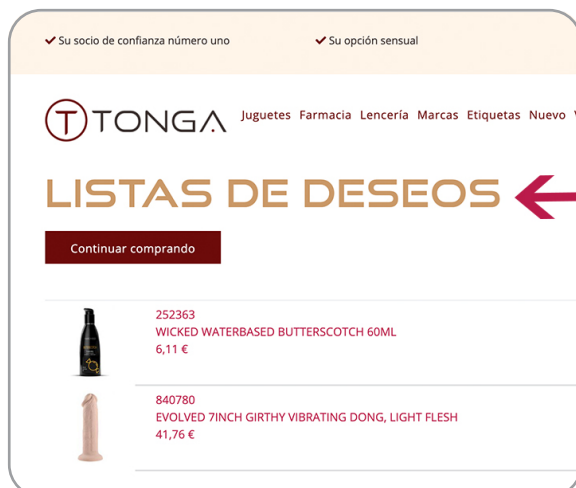 Su socio de confianza número uno
Su opción sensual
TONGA
Juguetes Farmacia Lencería Marcas Etiquetas Nuevo
LISTAS DE DESEOS
Continuar comprando
252363
WICKED WATERBASED BUTTERSCOTCH 60ML
6,11 €
840780
EVOLVED 7INCH GIRTHY VIBRATING DONG, LIGHT FLESH
41,76 €